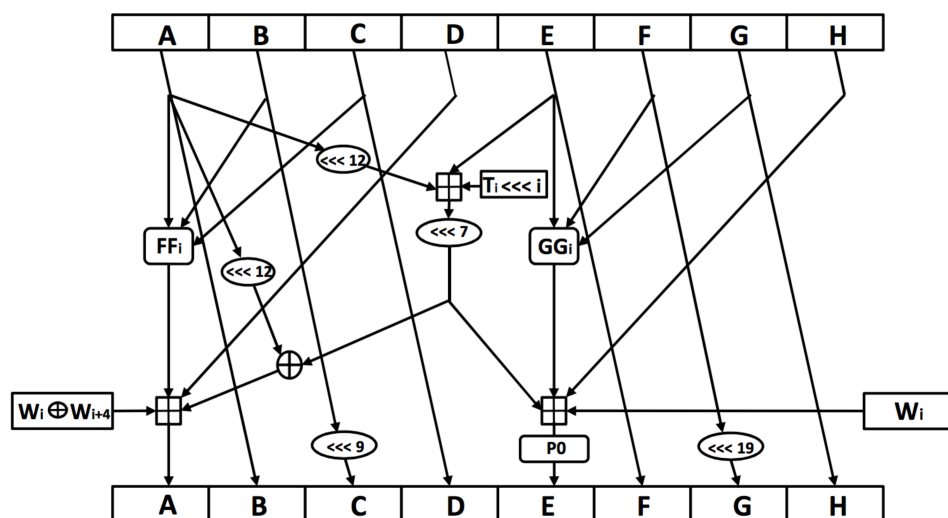 A B C D E F G H
<<< 12
Tᵢ <<< i
<<< 7
FFᵢ
GGᵢ
<<< 12
Wᵢ ⊕ Wᵢ₊₄
Wᵢ
<<< 9
P0
<<< 19
A B C D E F G H